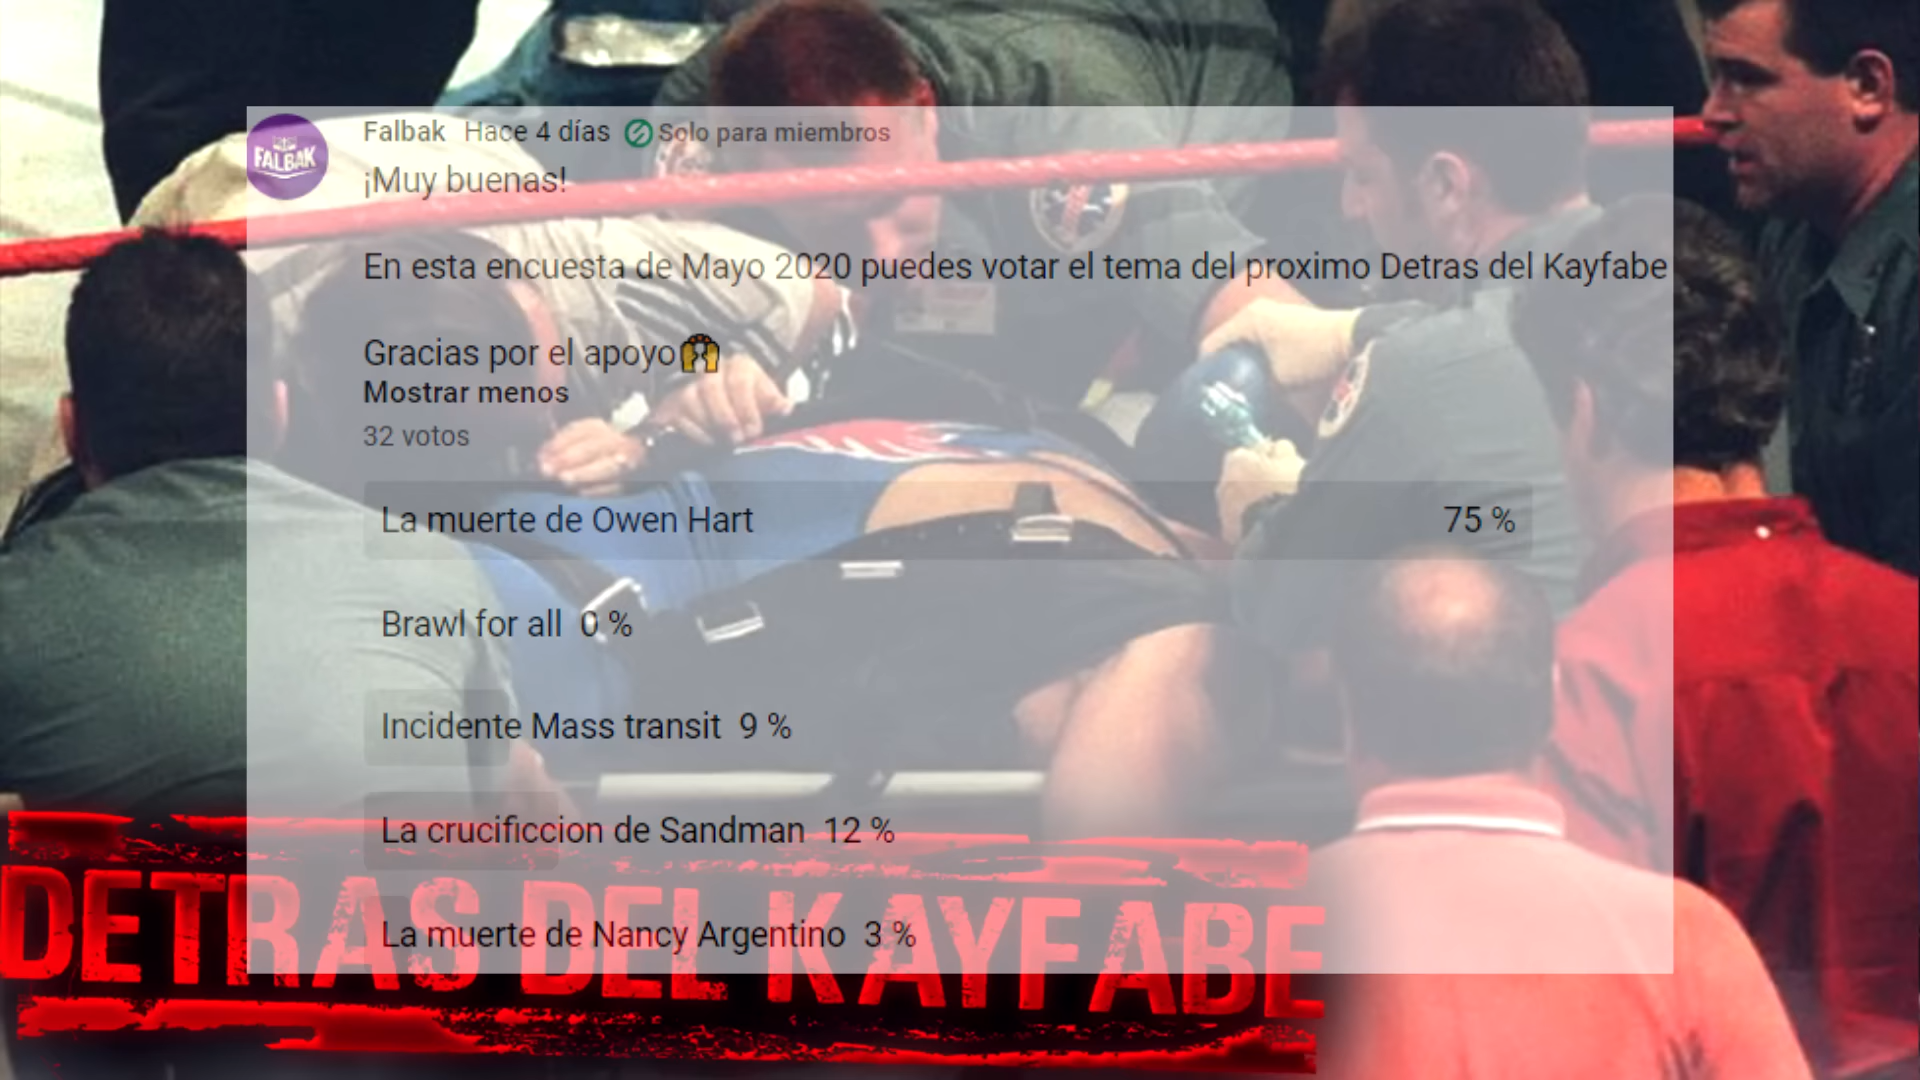 FALBAK
Falbak Hace 4 días Solo para miembros
¡Muy buenas!
En esta encuesta de Mayo 2020 puedes votar el tema del proximo Detras del Kayfabe
Gracias por el apoyo🙌
Mostrar menos
32 votos
La muerte de Owen Hart 75 %
Brawl for all 0 %
Incidente Mass transit 9 %
La crucificcion de Sandman 12 %
La muerte de Nancy Argentino 3 %
DETRAS DEL KAYFABE